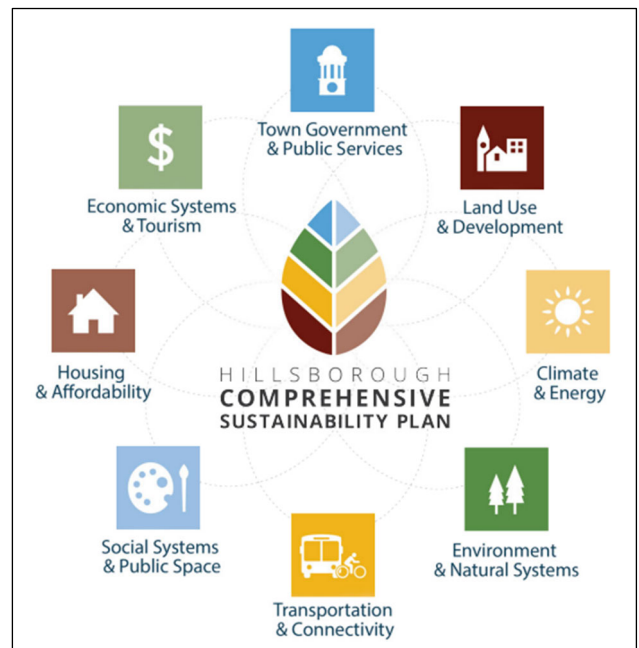 Town Government
& Public Services
$
Economic Systems
& Tourism
Land Use
& Development
Housing
& Affordability
HILLSBOROUGH
COMPREHENSIVE
SUSTAINABILITY PLAN
Climate
& Energy
Social Systems
& Public Space
Environment
& Natural Systems
Transportation
& Connectivity